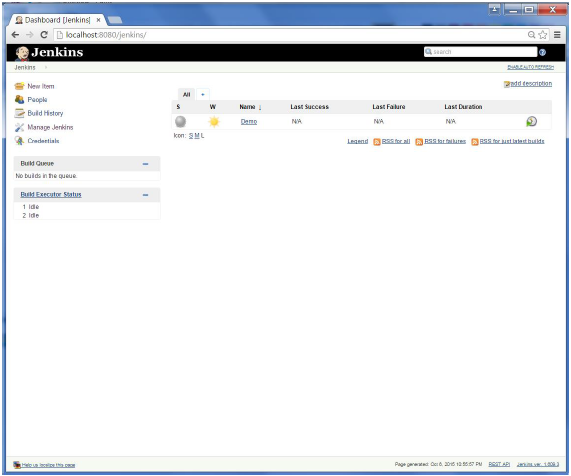 Dashboard [Jenkins]
localhost:8080/jenkins/
Jenkins
search
Jenkins
ENABLE AUTO REFRESH
add description
New Item
People
Build History
Manage Jenkins
Credentials
Build Queue
No builds in the queue.
Build Executor Status
1 Idle
2 Idle
All +
S W Name ↓ Last Success Last Failure Last Duration
Demo N/A N/A N/A
Icon: S M L
Legend RSS for all RSS for failures RSS for just latest builds
Help us localize this page
Page generated: Oct 6, 2015 10:55:57 PM REST API Jenkins ver. 1.609.3